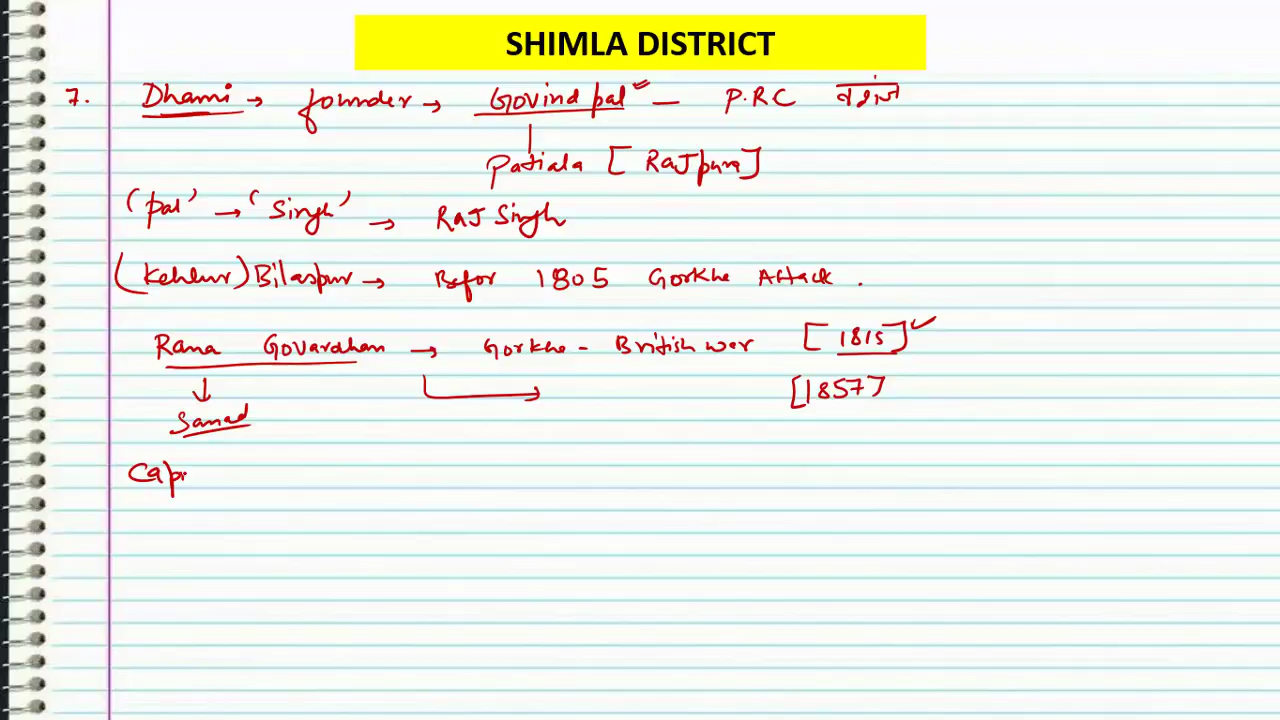 SHIMLA DISTRICT
7. Dhami → founder → Govind pal — P.R.C वंशज
Patiala [RaJpura]
'pal' → 'Singh' → RaJ Singh
(Kehlur) Bilaspur → Befor 1805 Gorkha Attack.
Rana Govardhan → Gorkha - British war [1815]
[1857]
Sanad
Cap